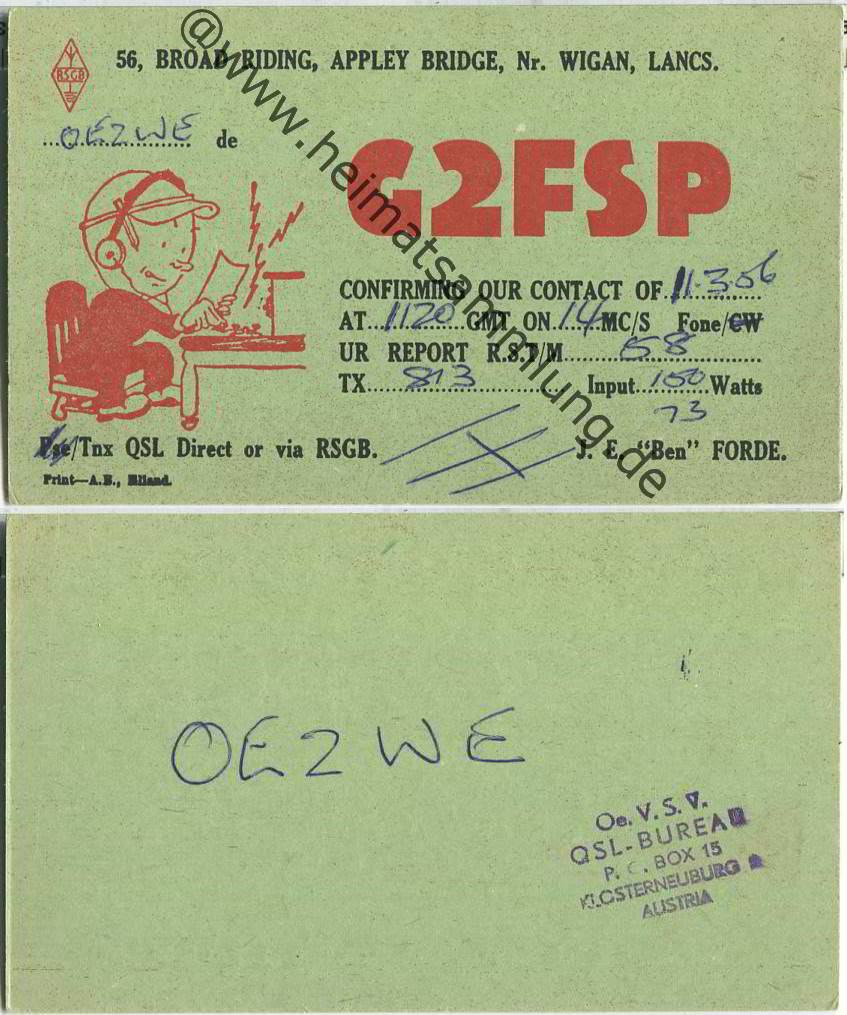 56, BROAD RIDING, APPLEY BRIDGE, Nr. WIGAN, LANCS.
RSGB
OE2WE de
G2FSP
CONFIRMING OUR CONTACT OF 11.3.56
AT 1120 GMT ON 14 MC/S Fone/CW
UR REPORT R.S.T/M 58
TX 813 Input 150 Watts
73
Pse/Tnx QSL Direct or via RSGB. J. E. "Ben" FORDE.
Print—A.B., Elland.
@www.heimatsammlung.de
OE2WE
Oe. V. S. V.
QSL-BUREAU
P. O. BOX 15
KLOSTERNEUBURG 2
AUSTRIA